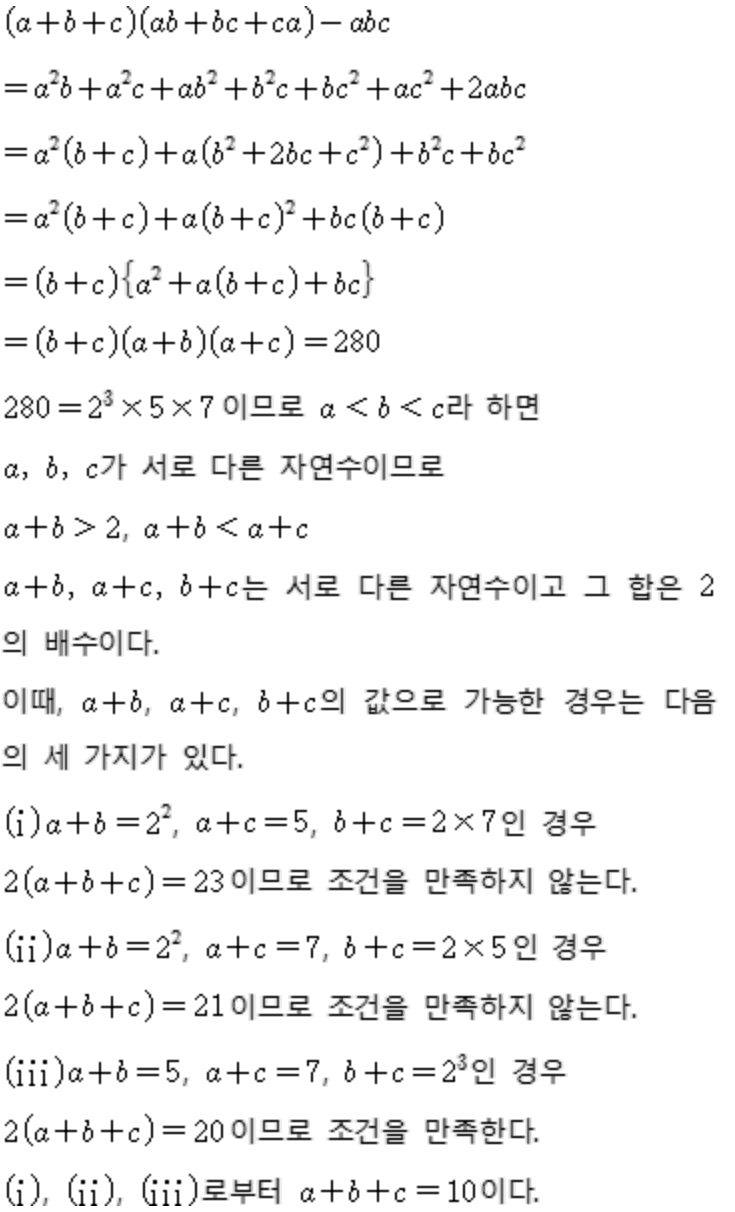 (a+b+c)(ab+bc+ca)-abc
=a²b+a²c+ab²+b²c+bc²+ac²+2abc
=a²(b+c)+a(b²+2bc+c²)+b²c+bc²
=a²(b+c)+a(b+c)²+bc(b+c)
=(b+c){a²+a(b+c)+bc}
=(b+c)(a+b)(a+c)=280
280=2³×5×7이므로 a<b<c라 하면
a, b, c가 서로 다른 자연수이므로
a+b>2, a+b<a+c
a+b, a+c, b+c는 서로 다른 자연수이고 그 합은 2
의 배수이다.
이때, a+b, a+c, b+c의 값으로 가능한 경우는 다음
의 세 가지가 있다.
(i)a+b=2², a+c=5, b+c=2×7인 경우
2(a+b+c)=23이므로 조건을 만족하지 않는다.
(ii)a+b=2², a+c=7, b+c=2×5인 경우
2(a+b+c)=21이므로 조건을 만족하지 않는다.
(iii)a+b=5, a+c=7, b+c=2³인 경우
2(a+b+c)=20이므로 조건을 만족한다.
(i), (ii), (iii)로부터 a+b+c=10이다.